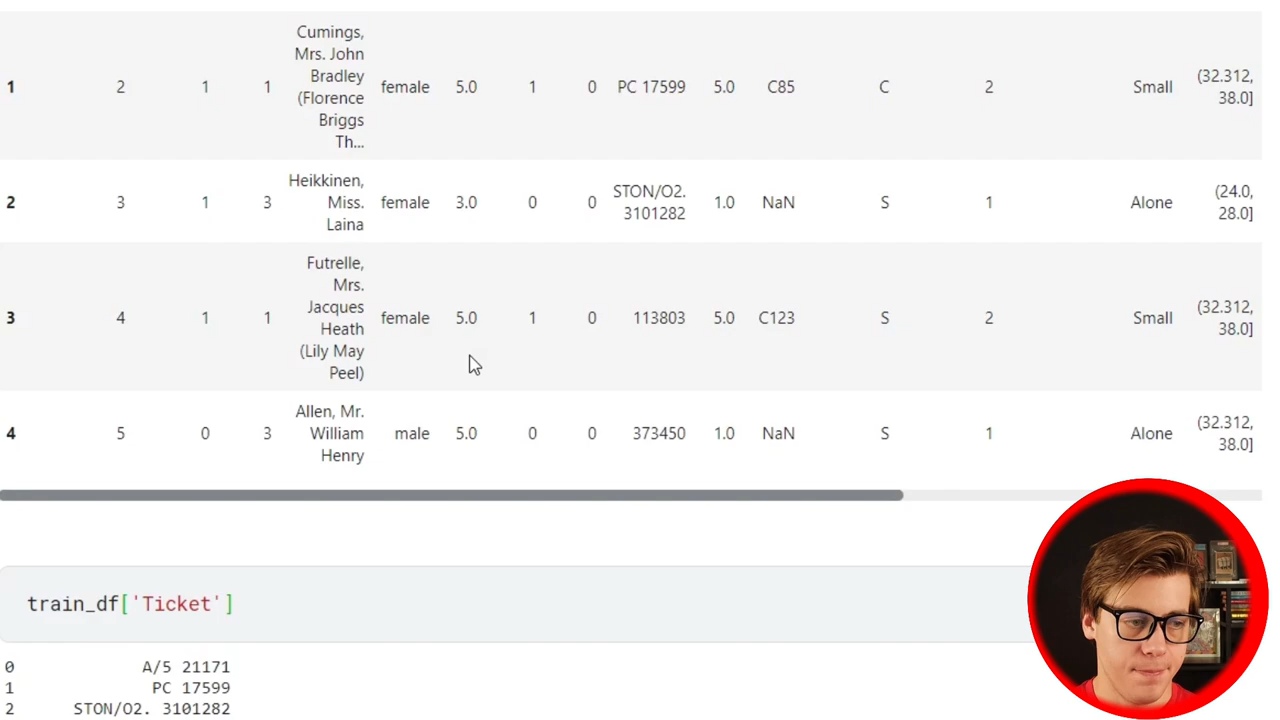 Cumings,
Mrs. John
Bradley
(Florence
Briggs
Th...
1 2 1 1 female 5.0 1 0 PC 17599 5.0 C85 C 2 Small (32.312,
38.0]
Heikkinen,
Miss.
Laina
2 3 1 3 female 3.0 0 0 STON/O2.
3101282 1.0 NaN S 1 Alone (24.0,
28.0]
Futrelle,
Mrs.
Jacques
Heath
(Lily May
Peel)
3 4 1 1 female 5.0 1 0 113803 5.0 C123 S 2 Small (32.312,
38.0]
Allen, Mr.
William
Henry
4 5 0 3 male 5.0 0 0 373450 1.0 NaN S 1 Alone (32.312,
38.0]
train_df['Ticket']
0 A/5 21171
1 PC 17599
2 STON/O2. 3101282